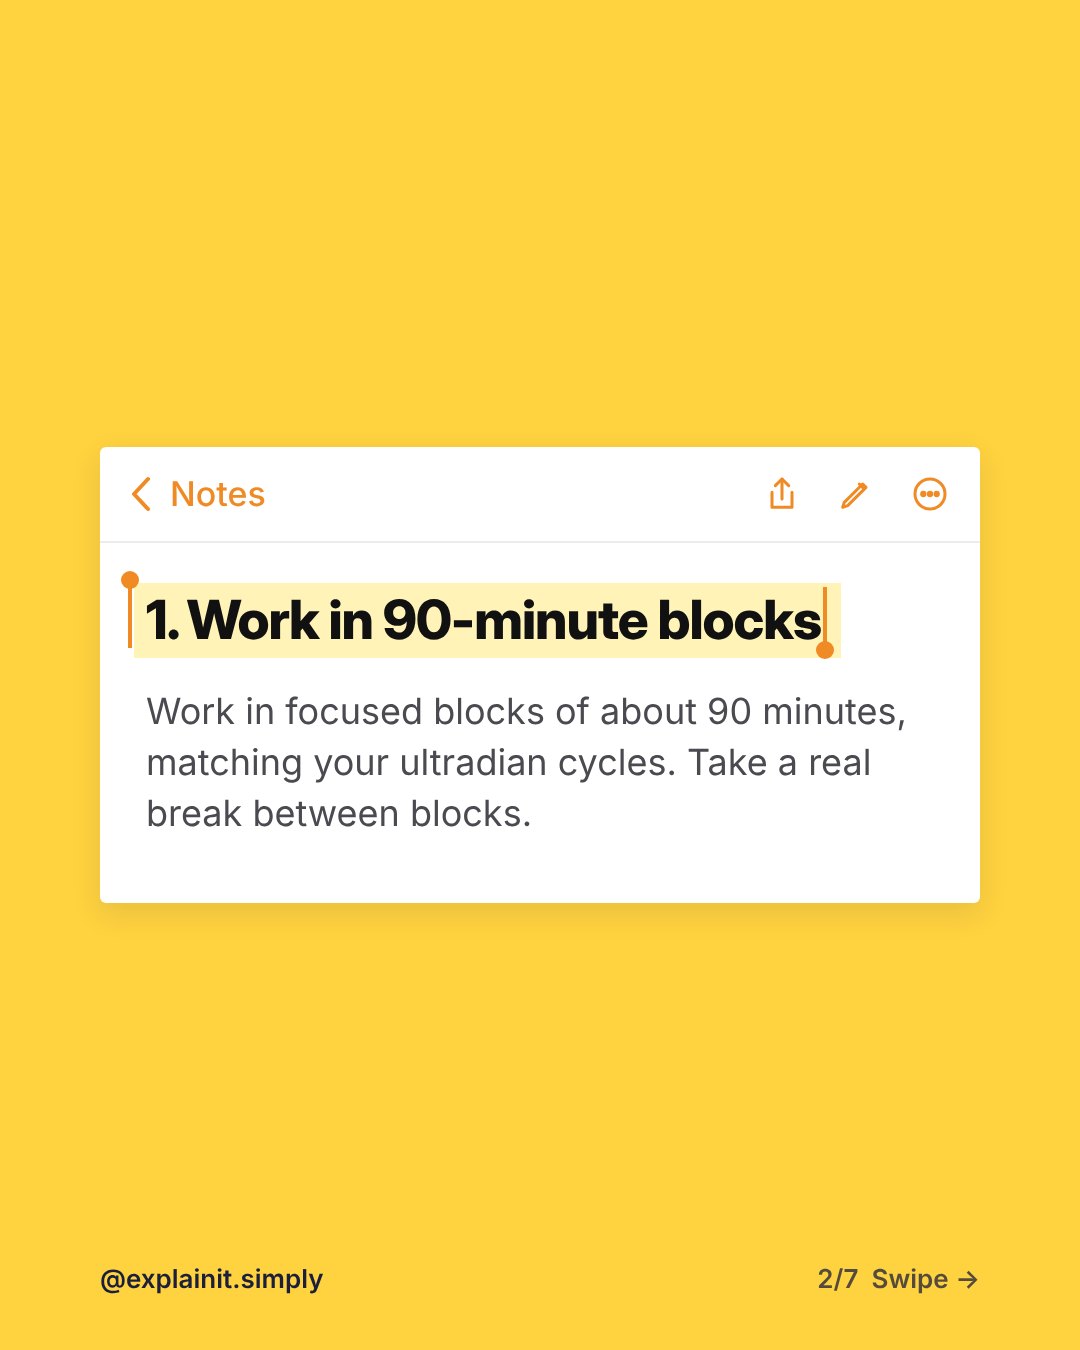 Notes
1. Work in 90-minute blocks
Work in focused blocks of about 90 minutes,
matching your ultradian cycles. Take a real
break between blocks.
@explainit.simply
2/7 Swipe →